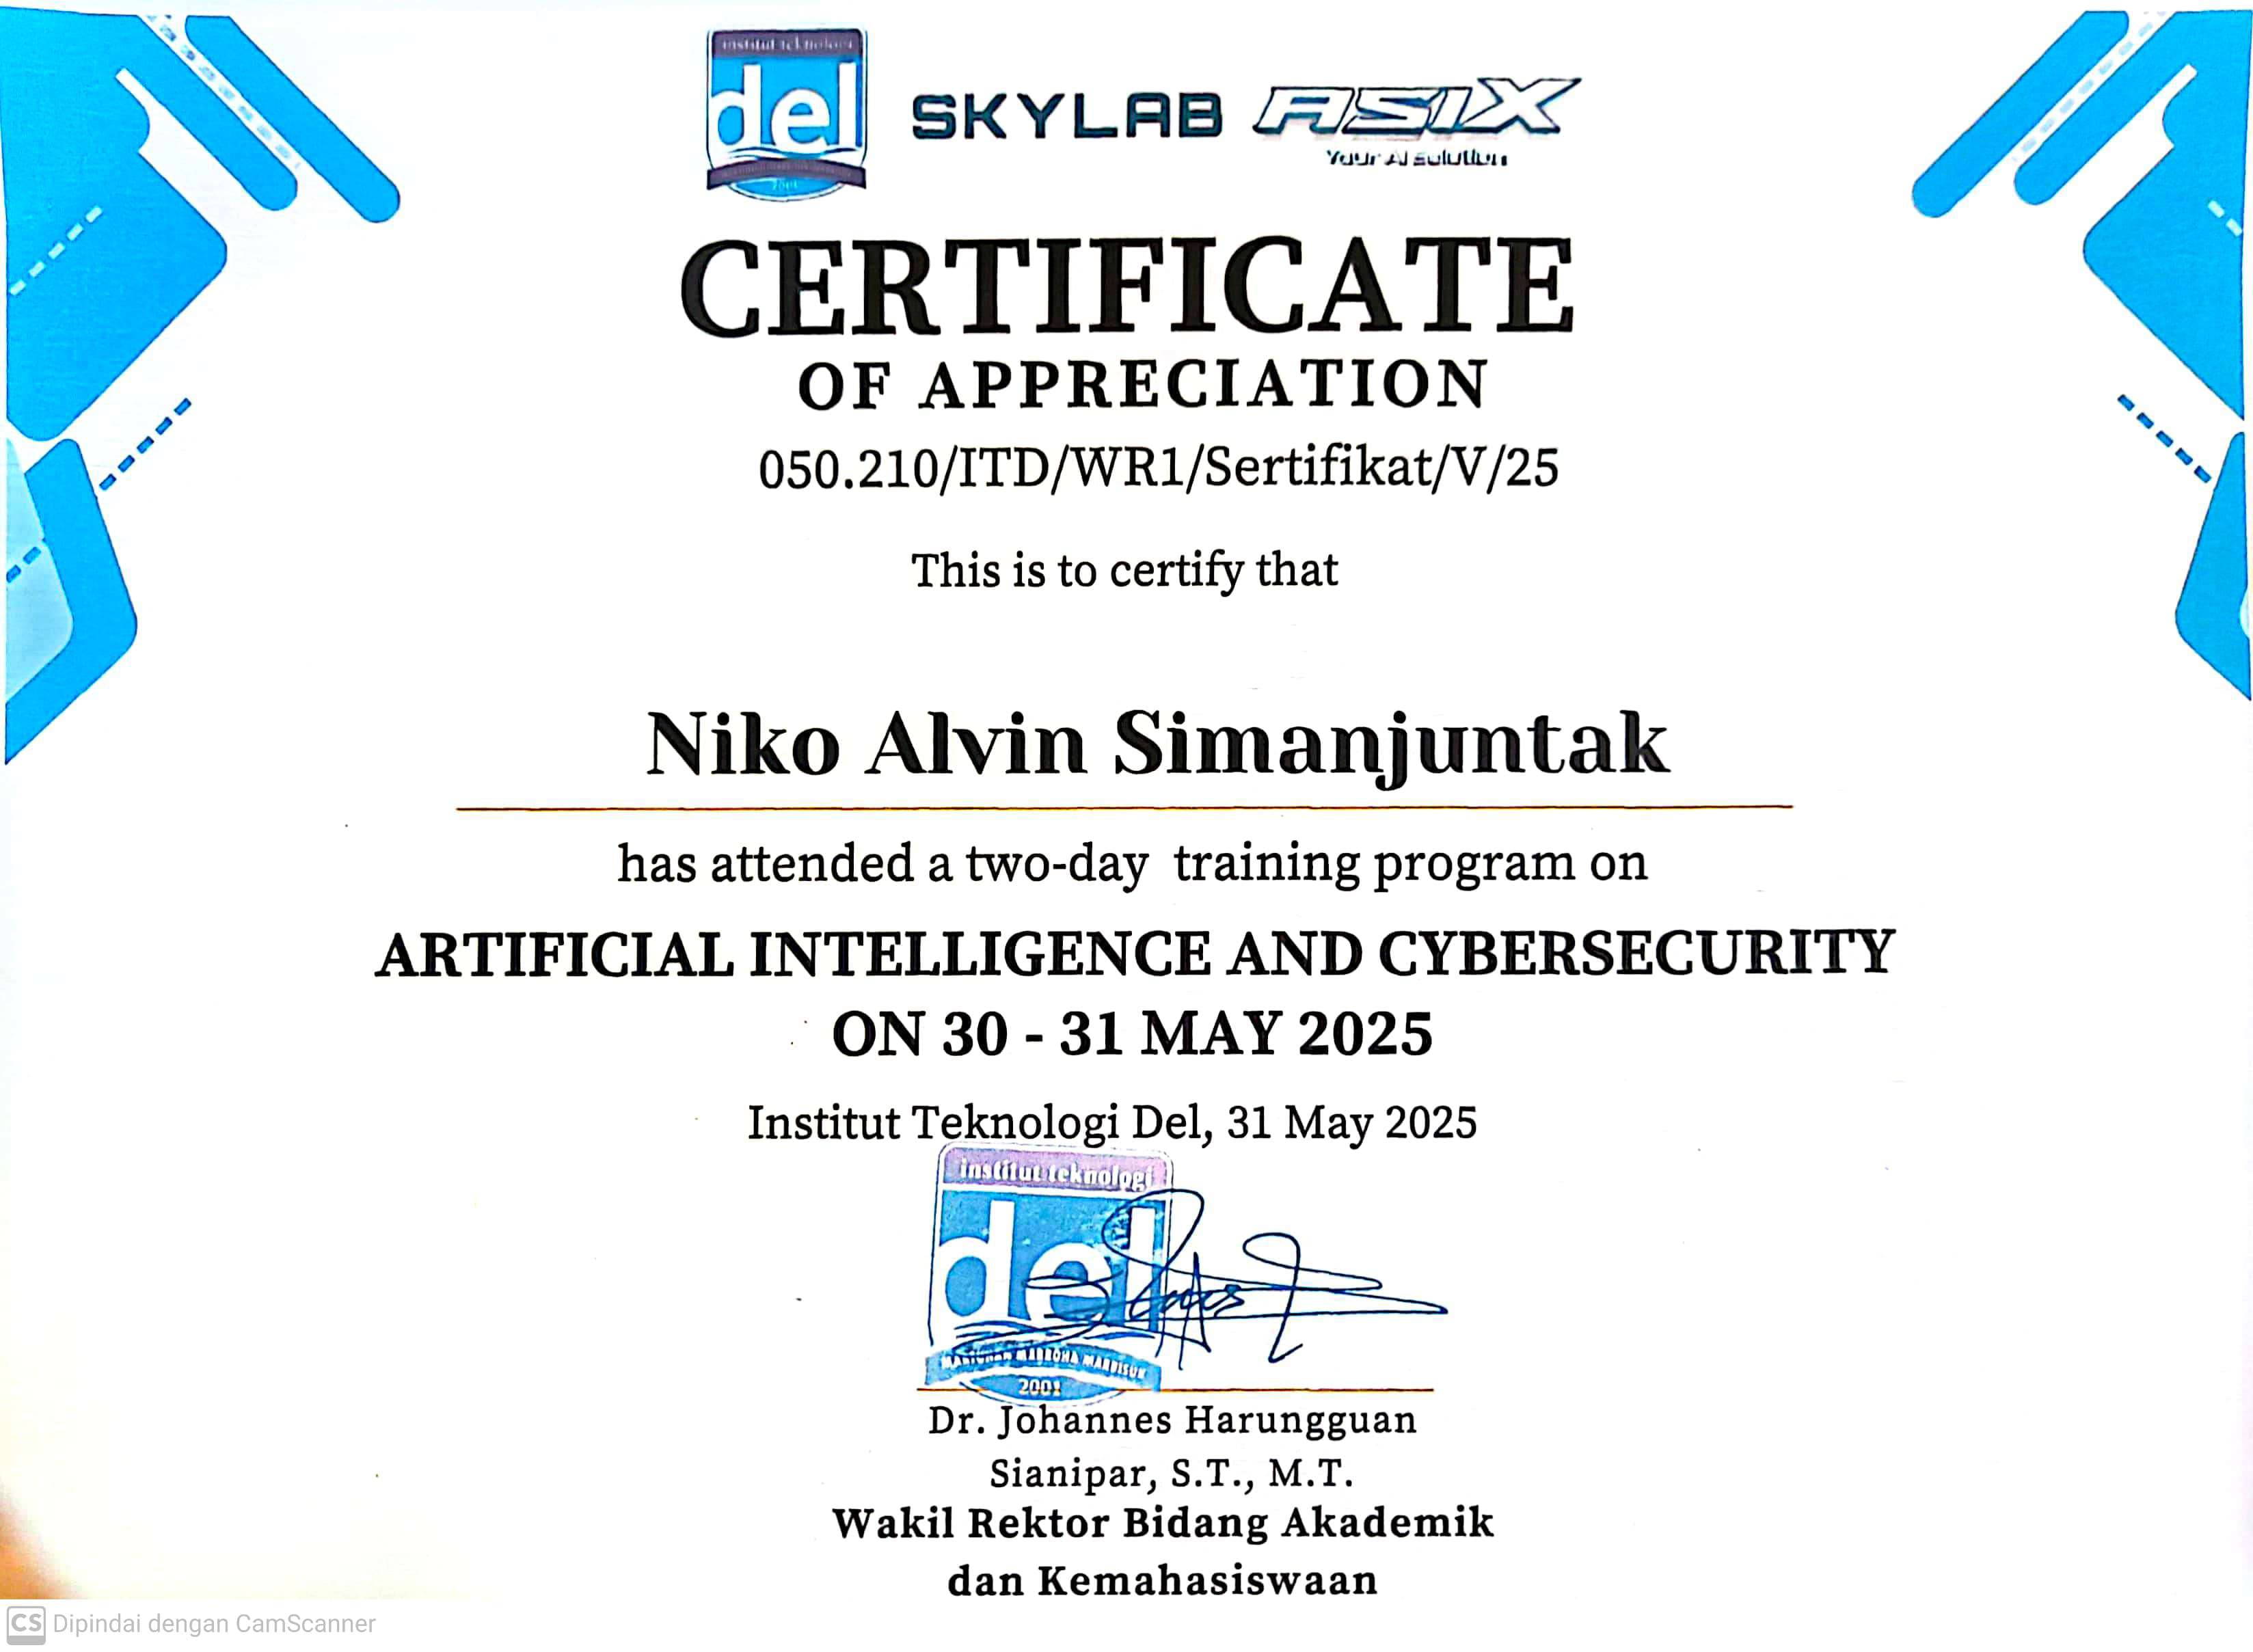 institut teknologi
del
2001
SKYLAB ASIX
Your AI solution
CERTIFICATE
OF APPRECIATION
050.210/ITD/WR1/Sertifikat/V/25
This is to certify that
Niko Alvin Simanjuntak
has attended a two-day training program on
ARTIFICIAL INTELLIGENCE AND CYBERSECURITY
ON 30 - 31 MAY 2025
Institut Teknologi Del, 31 May 2025
institut teknologi
del
MARTUHAN MARROHA MARBISUK
2001
Dr. Johannes Harungguan
Sianipar, S.T., M.T.
Wakil Rektor Bidang Akademik
dan Kemahasiswaan
CS Dipindai dengan CamScanner